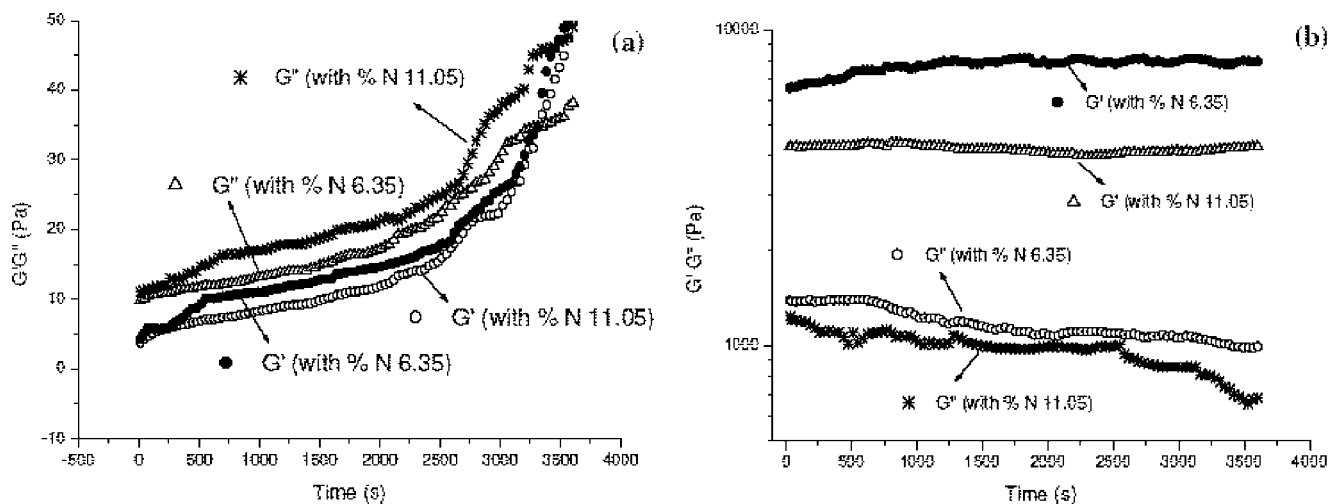 50
40
30
20
10
0
-10
-500
0
500
1000
1500
2000
2500
3000
3500
4000
G'G" (Pa)
Time (s)
(a)
G" (with % N 11.05)
G" (with % N 6.35)
G' (with % N 11.05)
G' (with % N 6.35)
10000
1000
0
500
1000
1500
2000
2500
3000
3500
4000
G' G" (Pa)
Time (s)
(b)
G' (with % N 6.35)
G' (with % N 11.05)
G" (with % N 6.35)
G" (with % N 11.05)